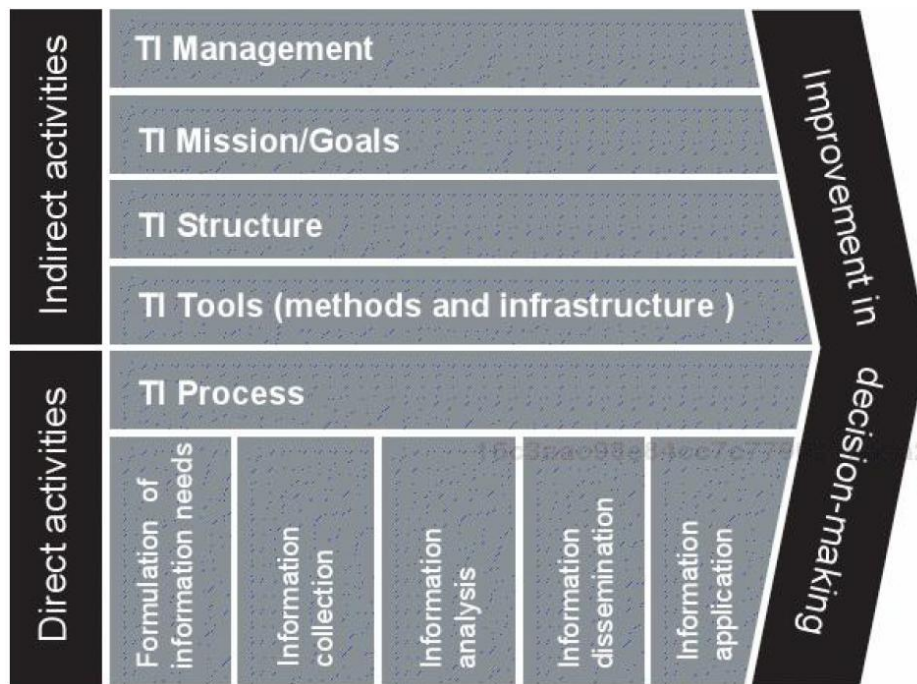 Indirect activities
TI Management
TI Mission/Goals
TI Structure
TI Tools (methods and infrastructure )
Direct activities
TI Process
Formulation of
information needs
Information
collection
Information
analysis
Information
dissemination
Information
application
Improvement in
decision-making